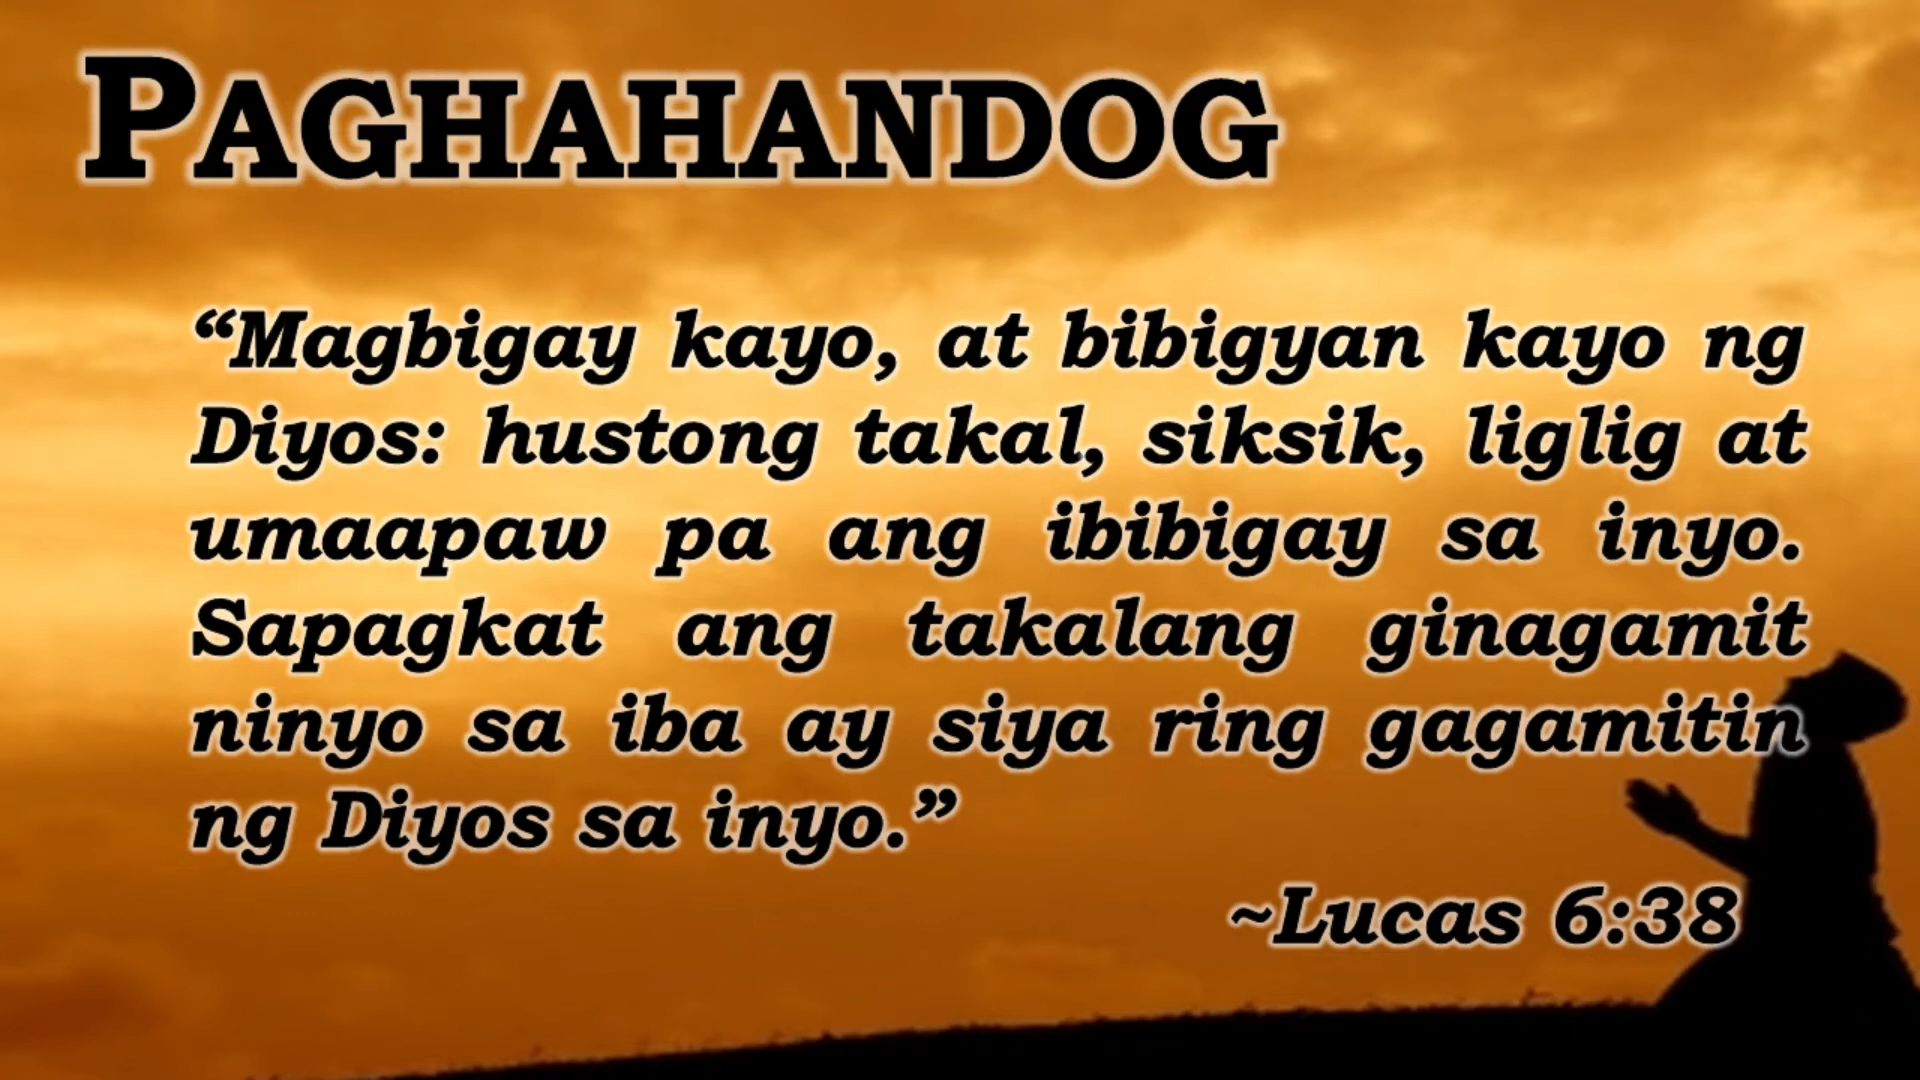 PAGHAHANDOG
“Magbigay kayo, at bibigyan kayo ng
Diyos: hustong takal, siksik, liglig at
umaapaw pa ang ibibigay sa inyo.
Sapagkat ang takalang ginagamit
ninyo sa iba ay siya ring gagamitin
ng Diyos sa inyo.”
~Lucas 6:38